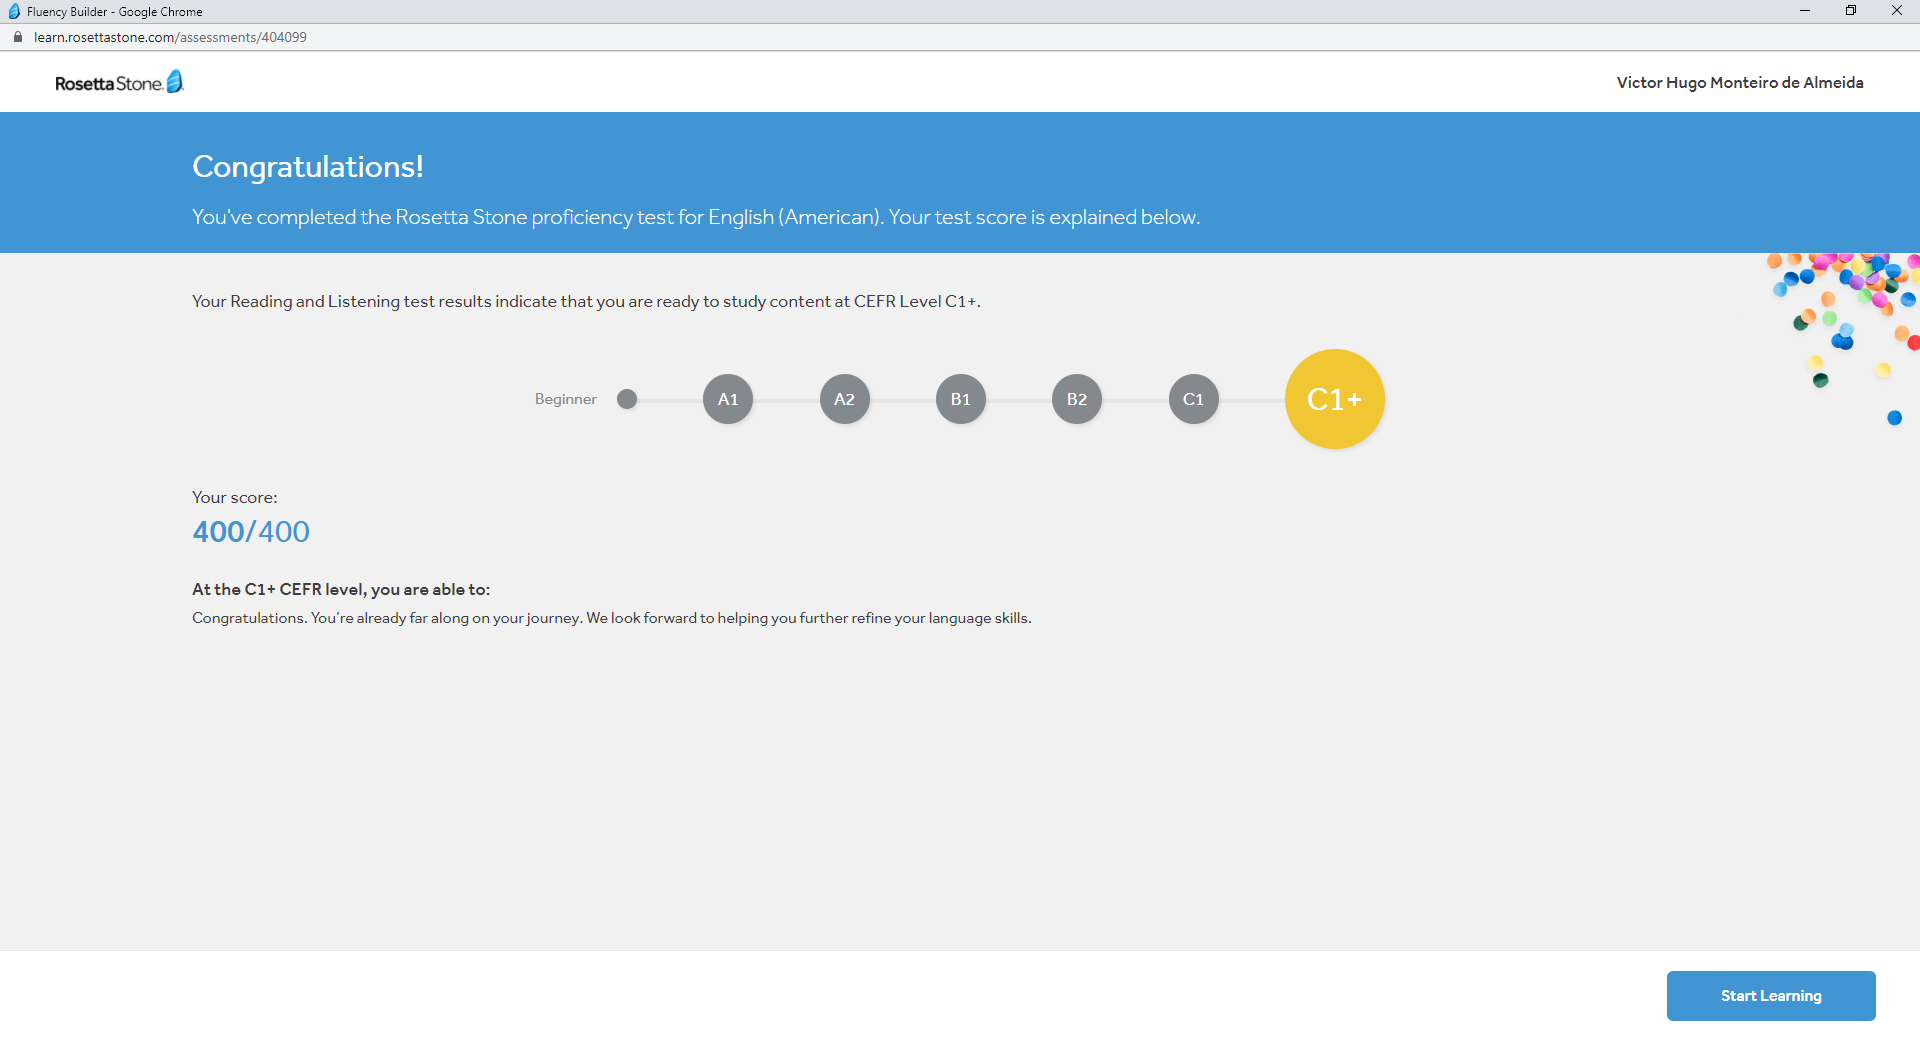 Fluency Builder - Google Chrome
learn.rosettastone.com/assessments/404099
RosettaStone.
Victor Hugo Monteiro de Almeida
Congratulations!
You've completed the Rosetta Stone proficiency test for English (American). Your test score is explained below.
Your Reading and Listening test results indicate that you are ready to study content at CEFR Level C1+.
Beginner A1 A2 B1 B2 C1 C1+
Your score:
400/400
At the C1+ CEFR level, you are able to:
Congratulations. You're already far along on your journey. We look forward to helping you further refine your language skills.
Start Learning